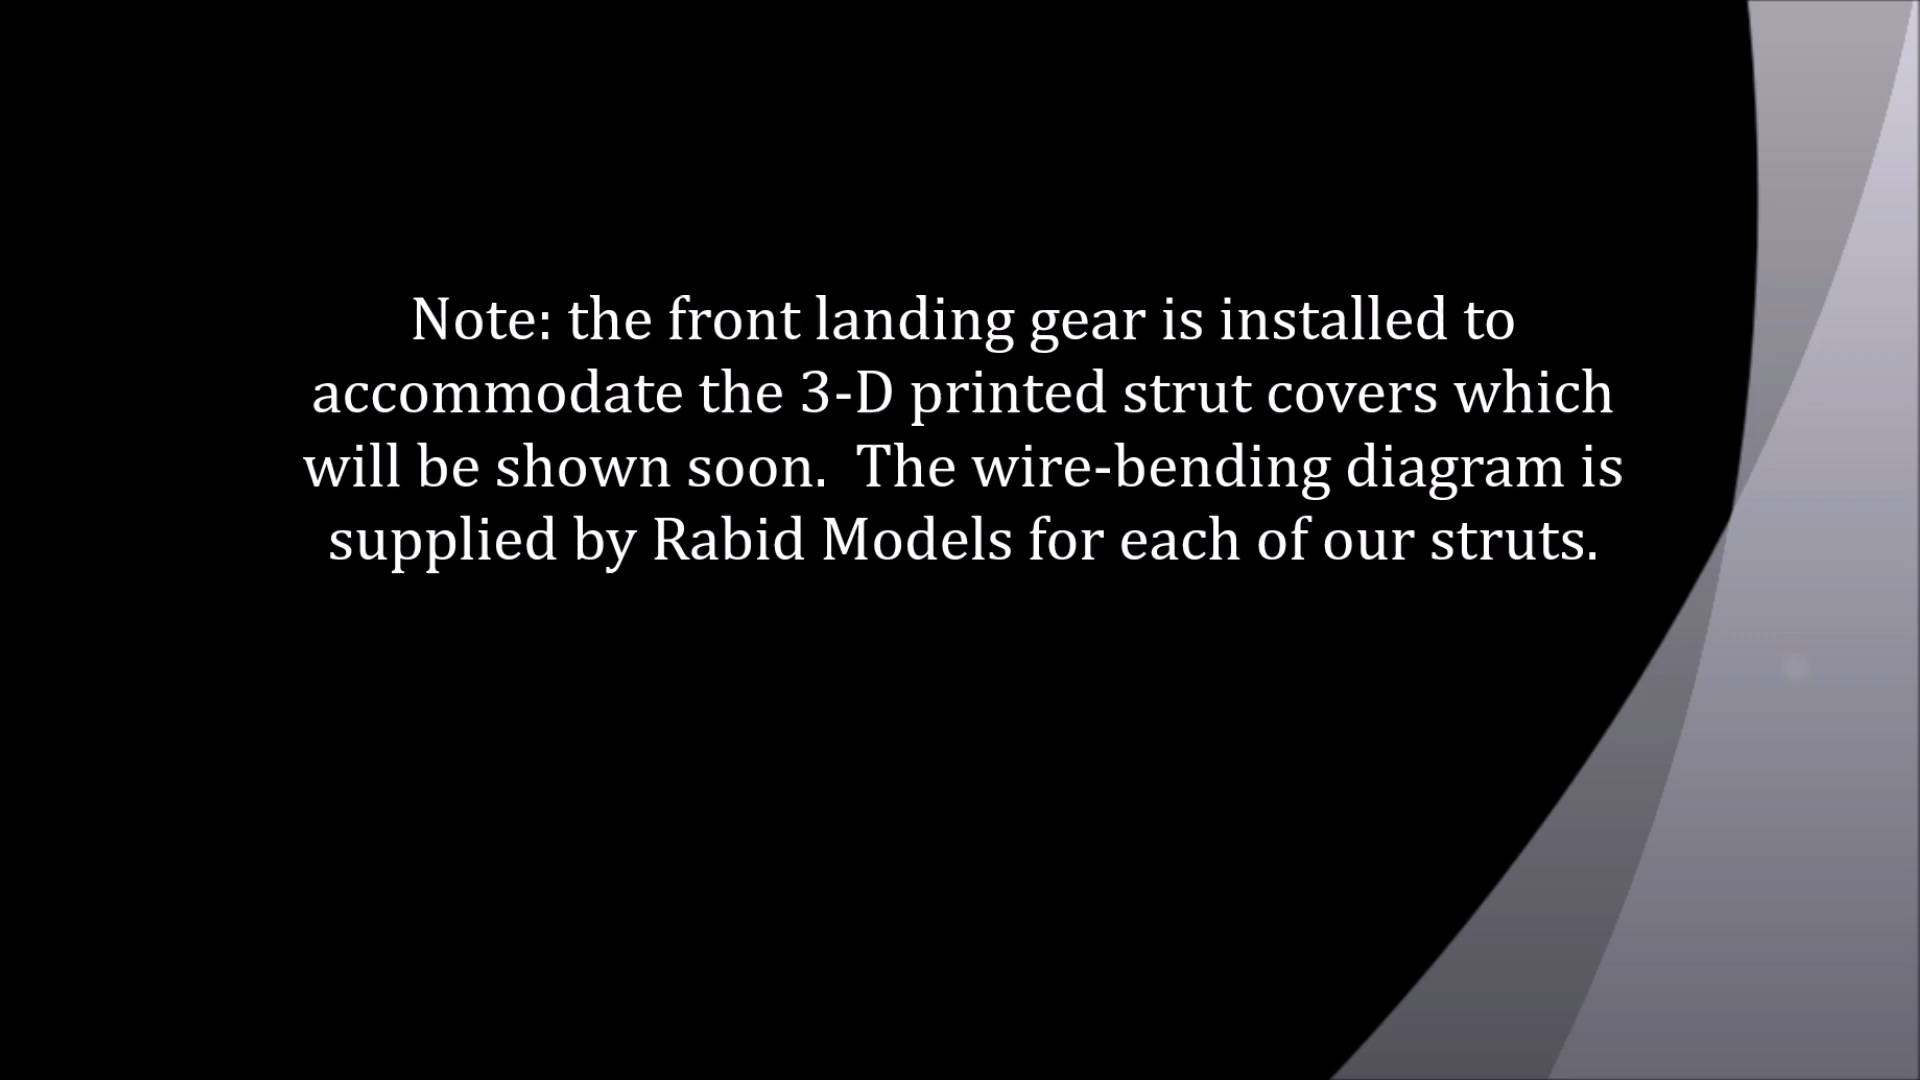 Note: the front landing gear is installed to
accommodate the 3-D printed strut covers which
will be shown soon.  The wire-bending diagram is
supplied by Rabid Models for each of our struts.